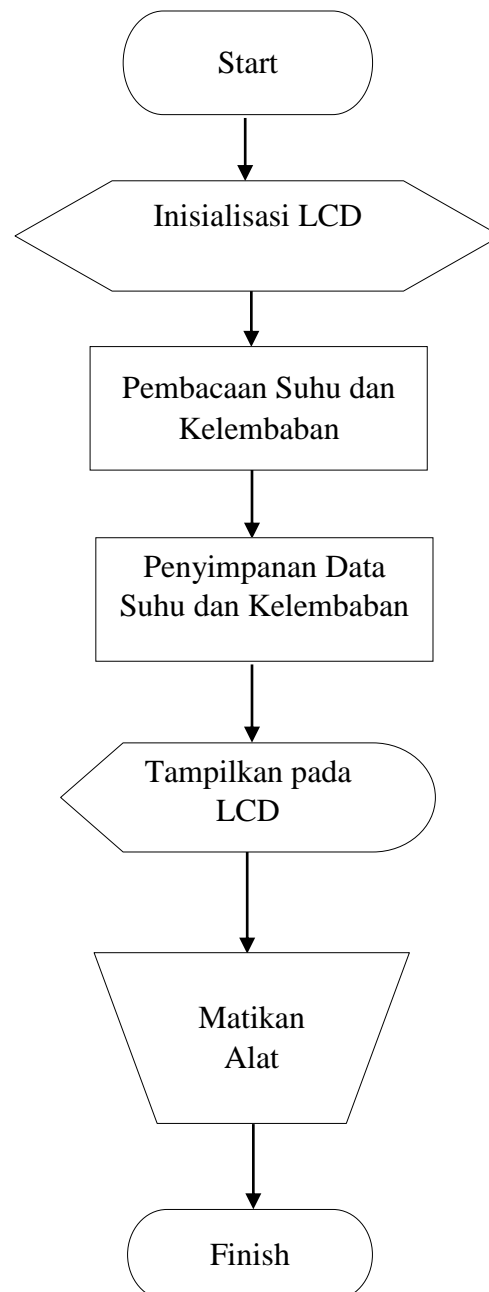 Start
Inisialisasi LCD
Pembacaan Suhu dan
Kelembaban
Penyimpanan Data
Suhu dan Kelembaban
Tampilkan pada
LCD
Matikan
Alat
Finish